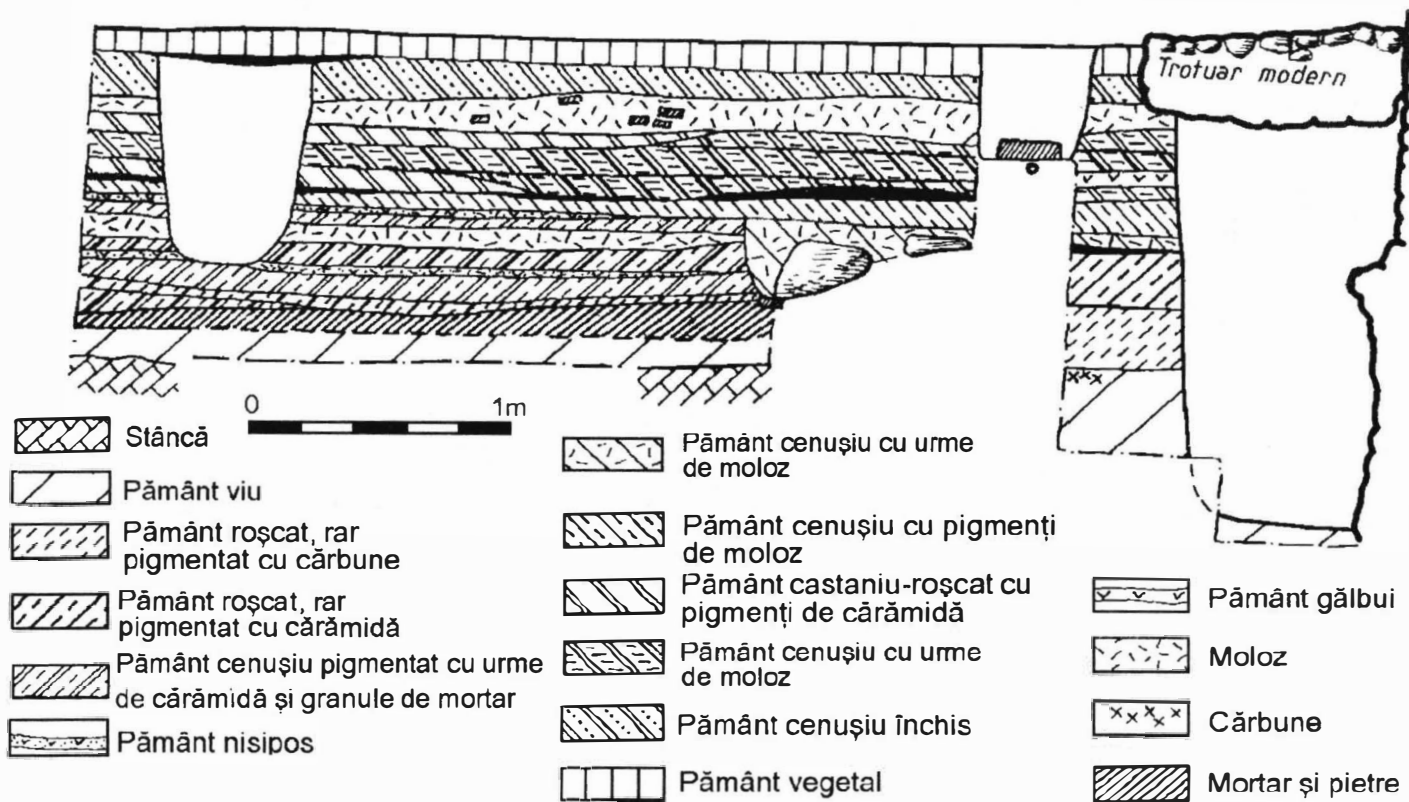 Trotuar modern
0 1m
Stâncă
Pământ viu
Pământ roșcat, rar
pigmentat cu cărbune
Pământ roșcat, rar
pigmentat cu cărămidă
Pământ cenușiu pigmentat cu urme
de cărămidă și granule de mortar
Pământ nisipos
Pământ cenușiu cu urme
de moloz
Pământ cenușiu cu pigmenți
de moloz
Pământ castaniu-roșcat cu
pigmenți de cărămidă
Pământ cenușiu cu urme
de moloz
Pământ cenușiu închis
Pământ vegetal
Pământ gălbui
Moloz
Cărbune
Mortar și pietre